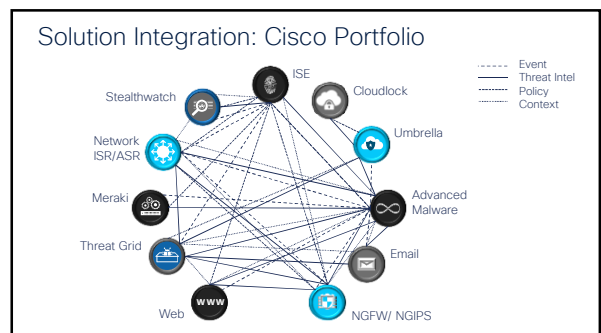 Solution Integration: Cisco Portfolio
ISE
Event
Threat Intel
Policy
Context
Stealthwatch
Cloudlock
Network
ISR/ASR
Umbrella
Meraki
Advanced
Malware
Threat Grid
Email
Web
www
NGFW/ NGIPS